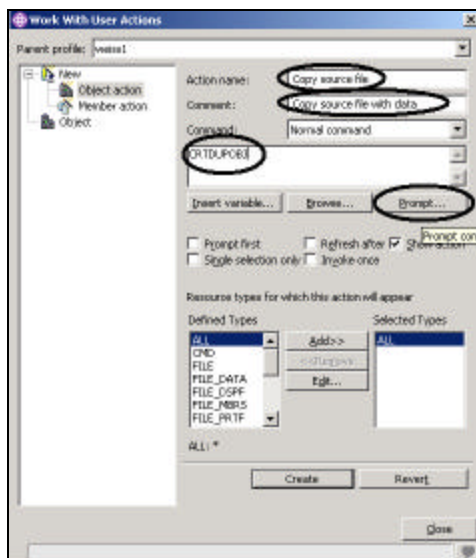 Work With User Actions
Parent profile: weiss1
New
Object action
Member action
Object
Action name: Copy source file
Comment: Copy source file with data
Command: Normal command
CRTDUPOBJ
Insert variable... Browse... Prompt...
Prompt con
Prompt first Refresh after Show action
Single selection only Invoke once
Resource types for which this action will appear
Defined Types Selected Types
ALL Add>> ALL
CMD
FILE Edit...
FILE_DATA
FILE_DSPF
FILE_MBRS
FILE_PRTF
ALL: *
Create Revert
Close